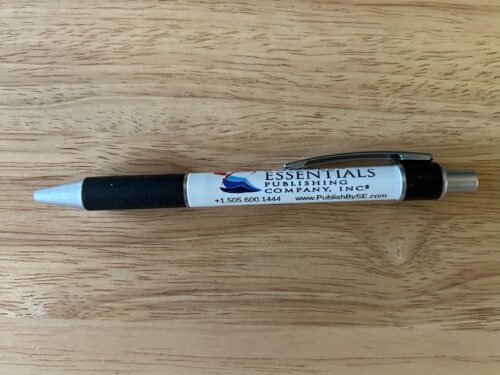 ESSENTIALS
PUBLISHING
COMPANY, INC.®
+1.505.600.1444 www.PublishBySE.com